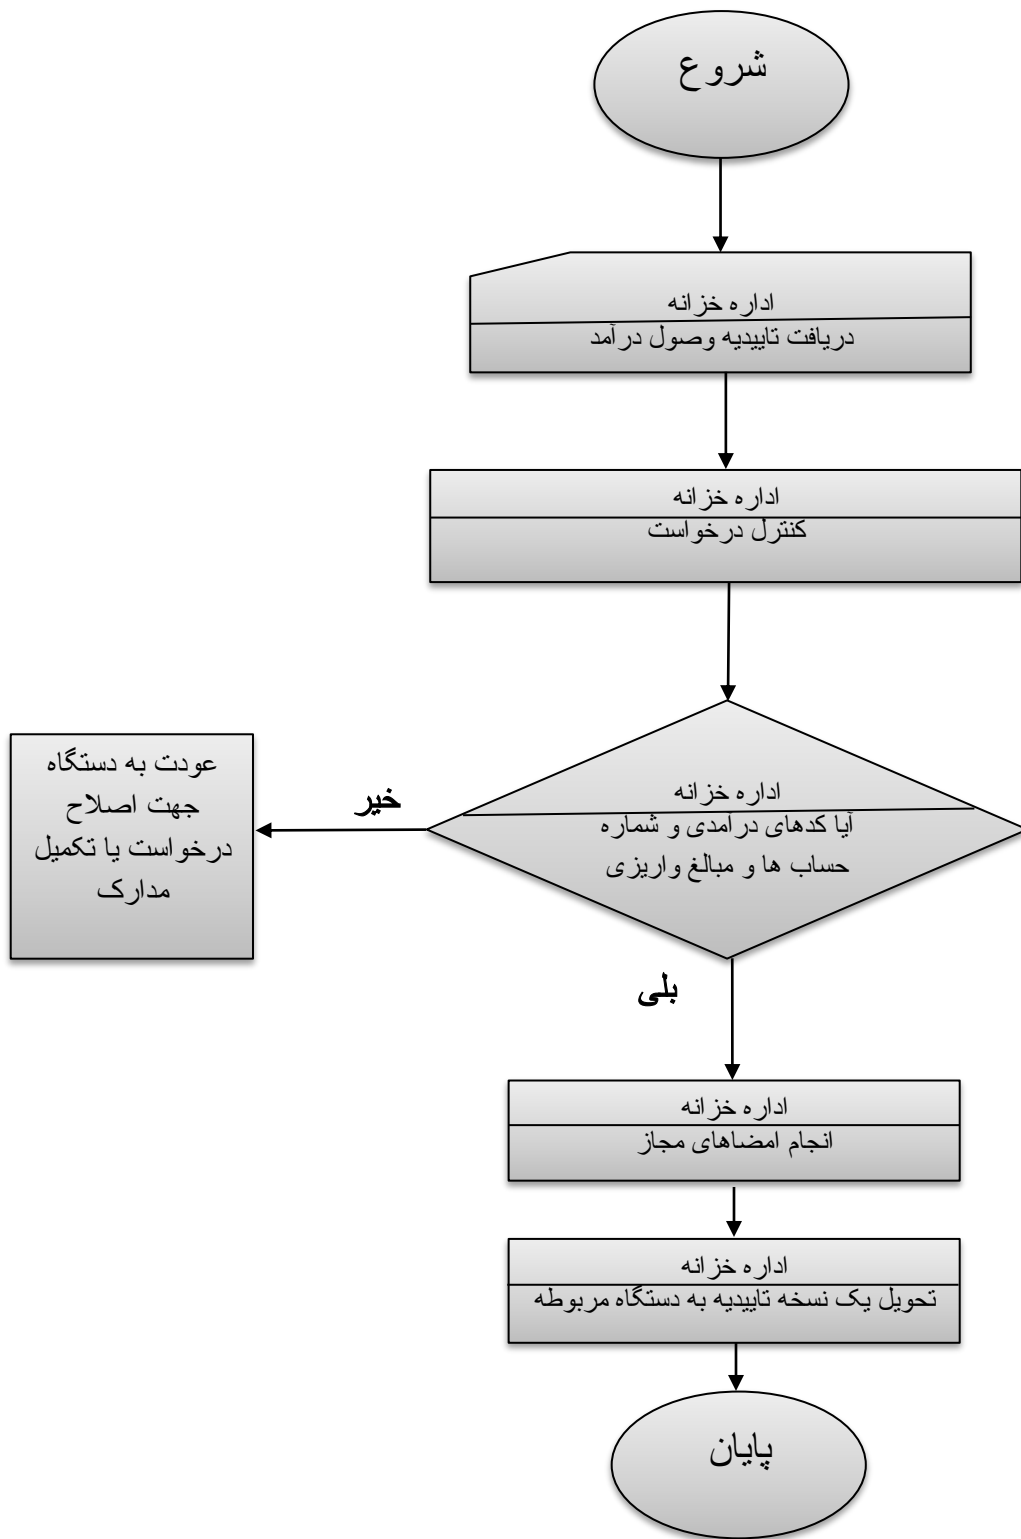 شروع
اداره خزانه
دریافت تاییدیه وصول درآمد
اداره خزانه
کنترل درخواست
اداره خزانه
آیا کدهای درآمدی و شماره
حساب ها و مبالغ واریزی
خیر
عودت به دستگاه
جهت اصلاح
درخواست یا تکمیل
مدارک
بلی
اداره خزانه
انجام امضاهای مجاز
اداره خزانه
تحویل یک نسخه تاییدیه به دستگاه مربوطه
پایان